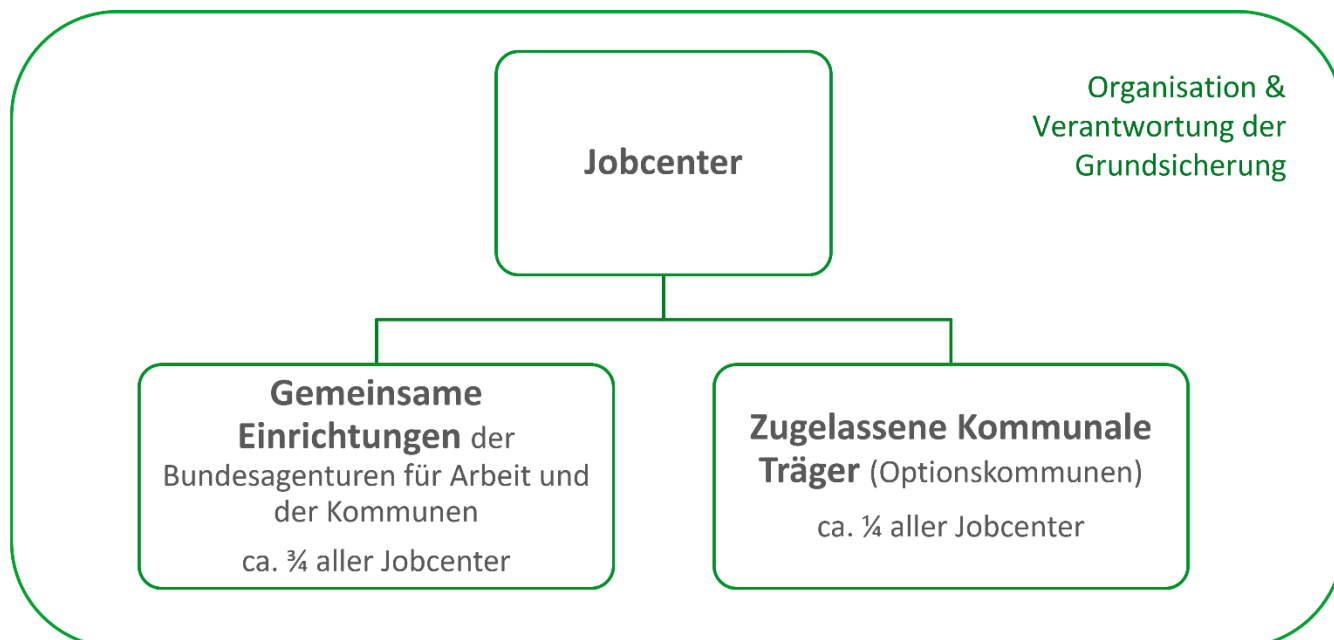 Organisation &
Verantwortung der
Grundsicherung
Jobcenter
Gemeinsame
Einrichtungen der
Bundesagenturen für Arbeit und
der Kommunen
ca. ¾ aller Jobcenter
Zugelassene Kommunale
Träger (Optionskommunen)
ca. ¼ aller Jobcenter